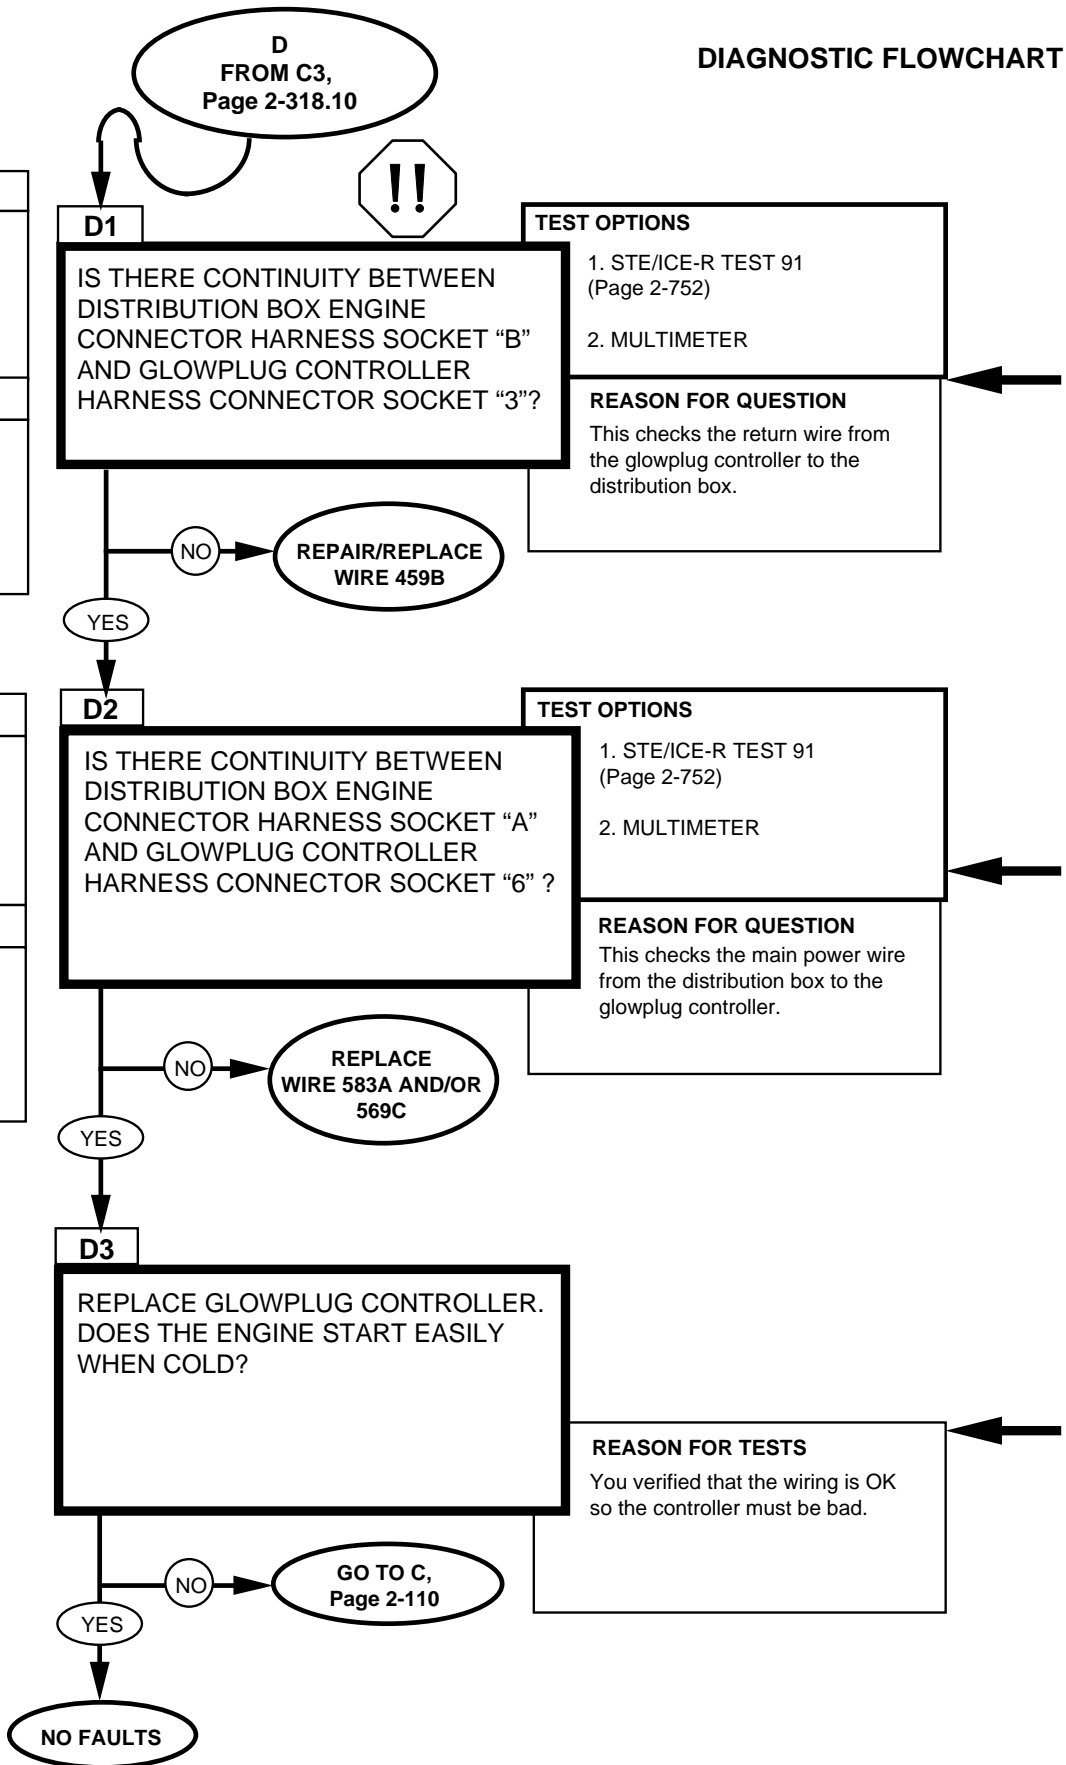 DIAGNOSTIC FLOWCHART
D
FROM C3,
Page 2-318.10
!!
D1
IS THERE CONTINUITY BETWEEN
DISTRIBUTION BOX ENGINE
CONNECTOR HARNESS SOCKET “B”
AND GLOWPLUG CONTROLLER
HARNESS CONNECTOR SOCKET “3”?
TEST OPTIONS
1. STE/ICE-R TEST 91
(Page 2-752)
2. MULTIMETER
REASON FOR QUESTION
This checks the return wire from
the glowplug controller to the
distribution box.
NO
REPAIR/REPLACE
WIRE 459B
YES
D2
IS THERE CONTINUITY BETWEEN
DISTRIBUTION BOX ENGINE
CONNECTOR HARNESS SOCKET “A”
AND GLOWPLUG CONTROLLER
HARNESS CONNECTOR SOCKET “6” ?
TEST OPTIONS
1. STE/ICE-R TEST 91
(Page 2-752)
2. MULTIMETER
REASON FOR QUESTION
This checks the main power wire
from the distribution box to the
glowplug controller.
NO
REPLACE
WIRE 583A AND/OR
569C
YES
D3
REPLACE GLOWPLUG CONTROLLER.
DOES THE ENGINE START EASILY
WHEN COLD?
REASON FOR TESTS
You verified that the wiring is OK
so the controller must be bad.
NO
GO TO C,
Page 2-110
YES
NO FAULTS